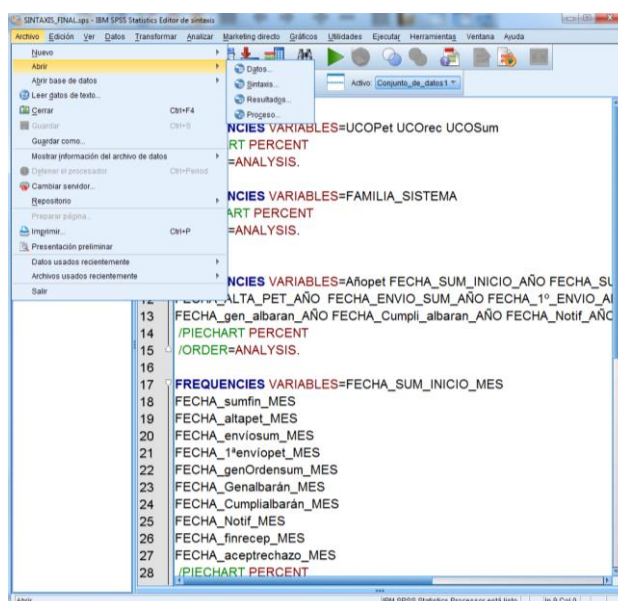 SINTAXIS_FINAL.sps - IBM SPSS Statistics Editor de sintaxis
Archivo Edición Ver Datos Transformar Analizar Marketing directo Gráficos Utilidades Ejecutar Herramientas Ventana Ayuda
Nuevo
Abrir
Abrir base de datos
Leer datos de texto...
Cerrar Ctrl+F4
Guardar Ctrl+S
Guardar como...
Mostrar información del archivo de datos
Detener el procesador Ctrl+Period
Cambiar servidor...
Repositorio
Preparar página...
Imprimir... Ctrl+P
Presentación preliminar
Datos usados recientemente
Archivos usados recientemente
Salir
Datos...
Sintaxis...
Resultados...
Proceso...
Activo: Conjunto_de_datos1
NCIES VARIABLES=UCOPet UCOrec UCOSum
RT PERCENT
=ANALYSIS.
NCIES VARIABLES=FAMILIA_SISTEMA
ART PERCENT
=ANALYSIS.
NCIES VARIABLES=Añopet FECHA_SUM_INICIO_AÑO FECHA_SU
12 FECHA_ALTA_PET_AÑO FECHA_ENVIO_SUM_AÑO FECHA_1º_ENVIO_A
13 FECHA_gen_albaran_AÑO FECHA_Cumpli_albaran_AÑO FECHA_Notif_AÑO
14 /PIECHART PERCENT
15 /ORDER=ANALYSIS.
16
17 FREQUENCIES VARIABLES=FECHA_SUM_INICIO_MES
18 FECHA_sumfin_MES
19 FECHA_altapet_MES
20 FECHA_envíosum_MES
21 FECHA_1ªenvíopet_MES
22 FECHA_genOrdensum_MES
23 FECHA_Genalbarán_MES
24 FECHA_Cumplialbarán_MES
25 FECHA_Notif_MES
26 FECHA_finrecep_MES
27 FECHA_aceptrechazo_MES
28 /PIECHART PERCENT
Abrir
IBM SPSS Statistics Processor está listo In 9 Col 0